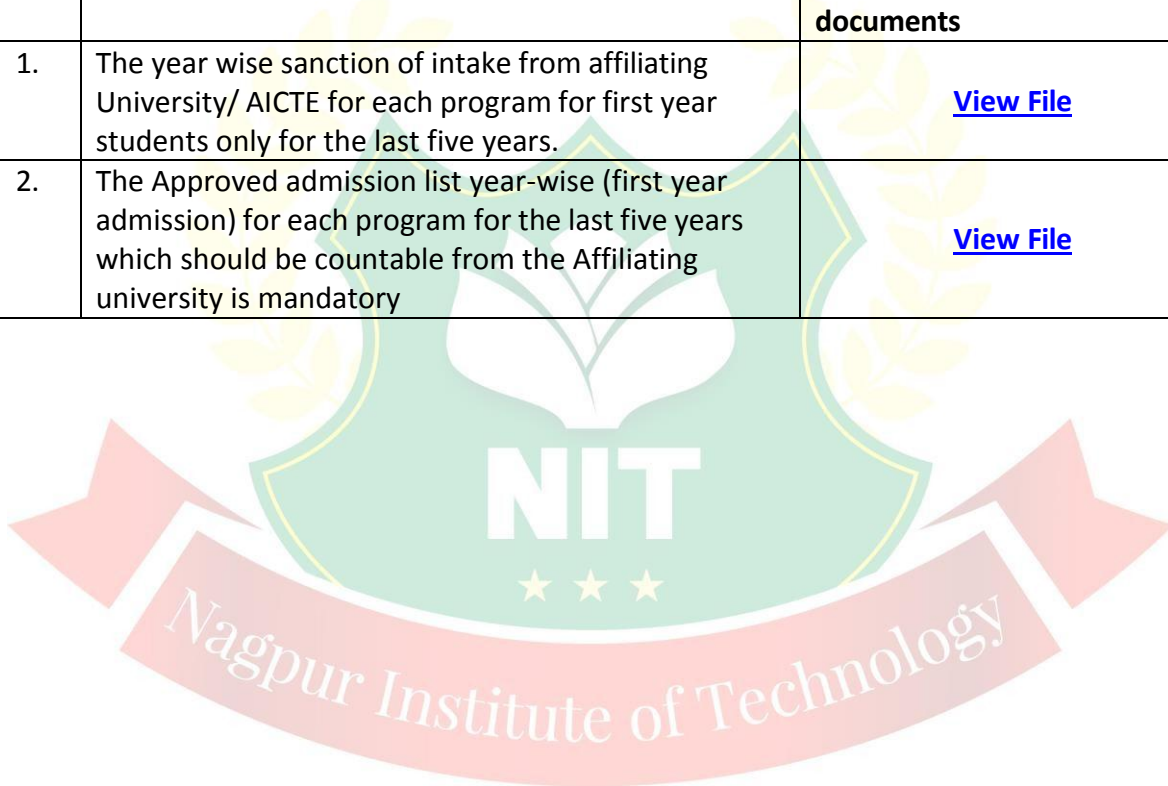 documents
1.
The year wise sanction of intake from affiliating
University/ AICTE for each program for first year
students only for the last five years.
View File
2.
The Approved admission list year-wise (first year
admission) for each program for the last five years
which should be countable from the Affiliating
university is mandatory
View File
NIT
Nagpur Institute of Technology